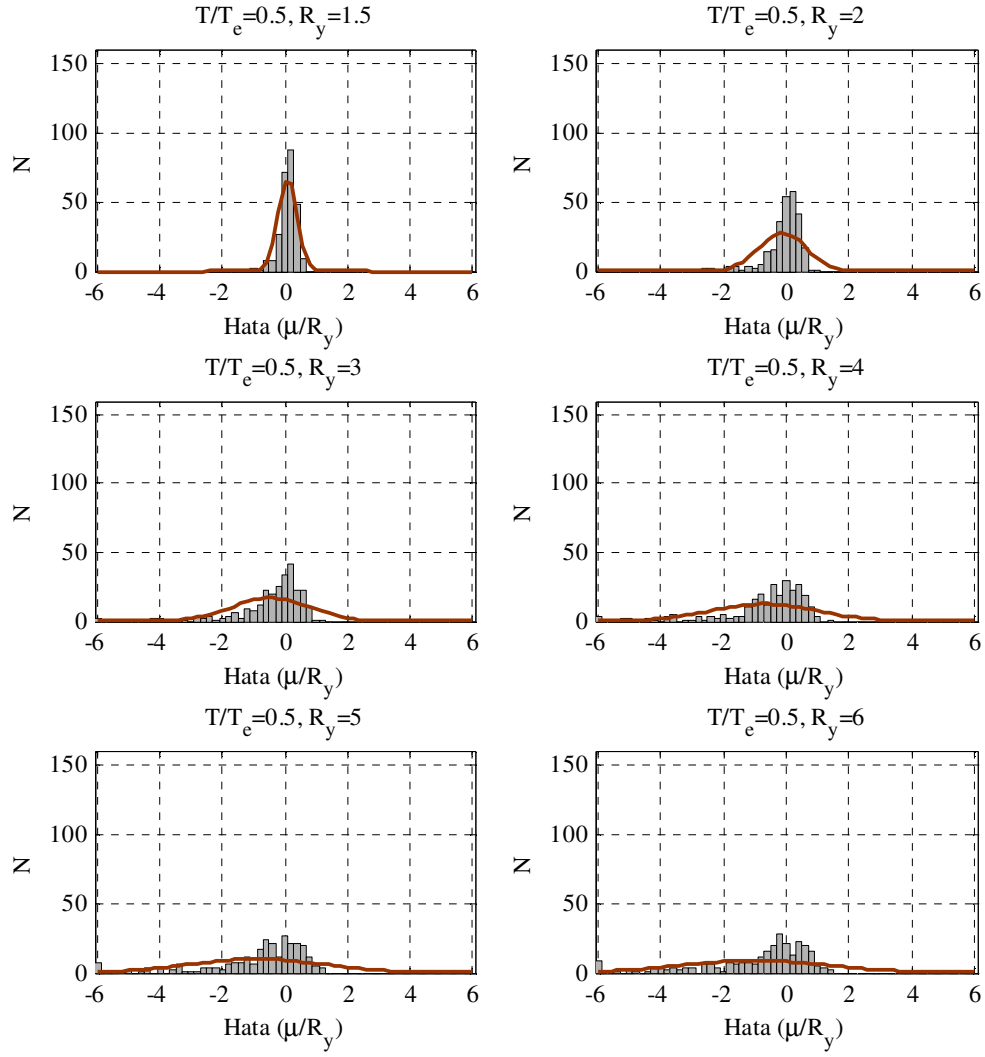 T/T_e=0.5, R_y=1.5
150
100
50
0
N
-6 -4 -2 0 2 4 6
Hata (μ/R_y)
T/T_e=0.5, R_y=2
150
100
50
0
N
-6 -4 -2 0 2 4 6
Hata (μ/R_y)
T/T_e=0.5, R_y=3
150
100
50
0
N
-6 -4 -2 0 2 4 6
Hata (μ/R_y)
T/T_e=0.5, R_y=4
150
100
50
0
N
-6 -4 -2 0 2 4 6
Hata (μ/R_y)
T/T_e=0.5, R_y=5
150
100
50
0
N
-6 -4 -2 0 2 4 6
Hata (μ/R_y)
T/T_e=0.5, R_y=6
150
100
50
0
N
-6 -4 -2 0 2 4 6
Hata (μ/R_y)